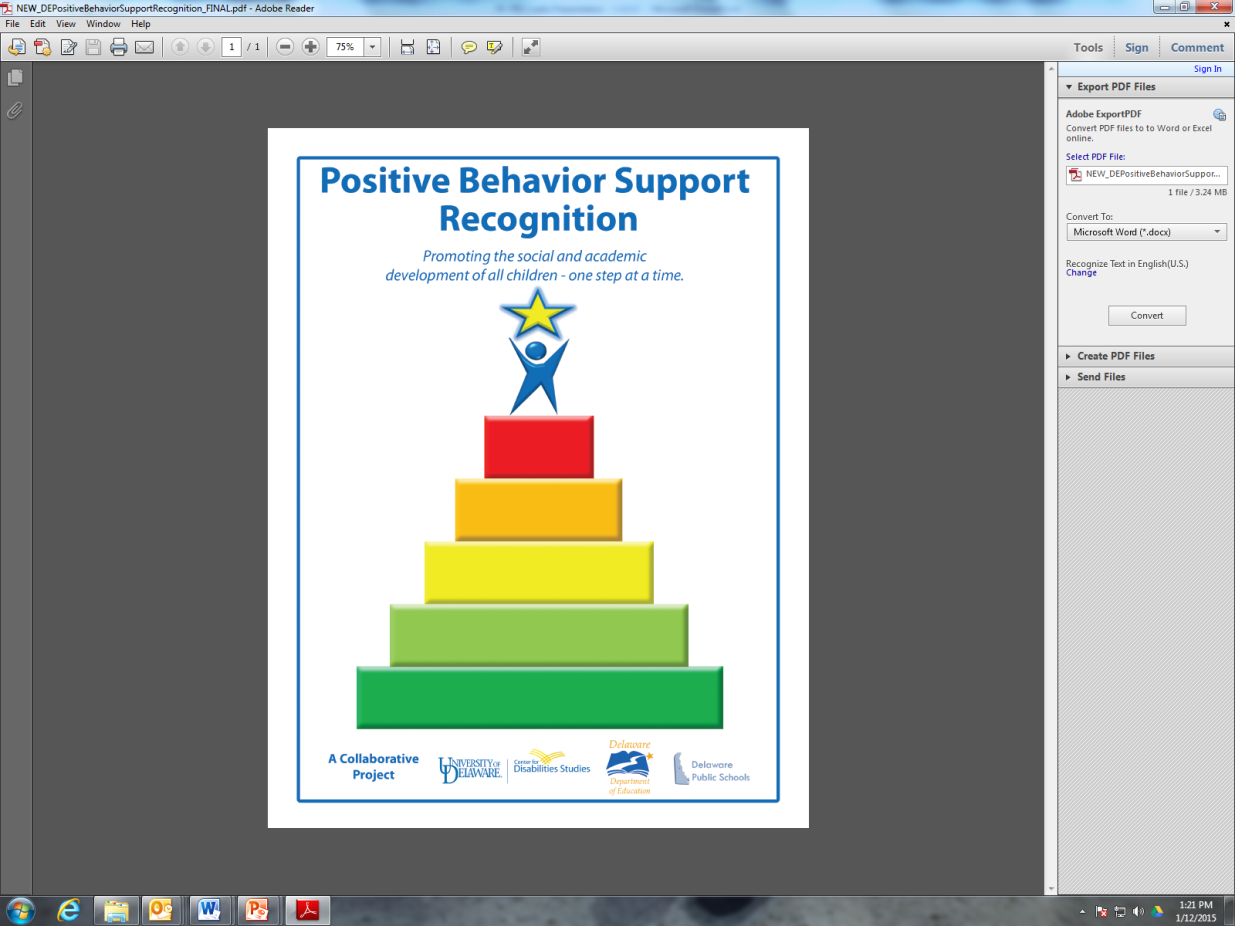 NEW_DEPositiveBehaviorSupportRecognition_FINAL.pdf - Adobe Reader
File Edit View Window Help
1 / 1 75% Tools Sign Comment
Sign In
Export PDF Files
Adobe ExportPDF
Convert PDF files to to Word or Excel
online.
Select PDF File:
NEW_DEPositiveBehaviorSuppor...
1 file / 3.24 MB
Convert To:
Microsoft Word (*.docx)
Recognize Text in English(U.S.)
Change
Convert
Create PDF Files
Send Files
Positive Behavior Support
Recognition
Promoting the social and academic
development of all children - one step at a time.
A Collaborative
Project
UNIVERSITY OF
DELAWARE.
Center for
Disabilities Studies
Delaware
Department
of Education
Delaware
Public Schools
1:21 PM
1/12/2015